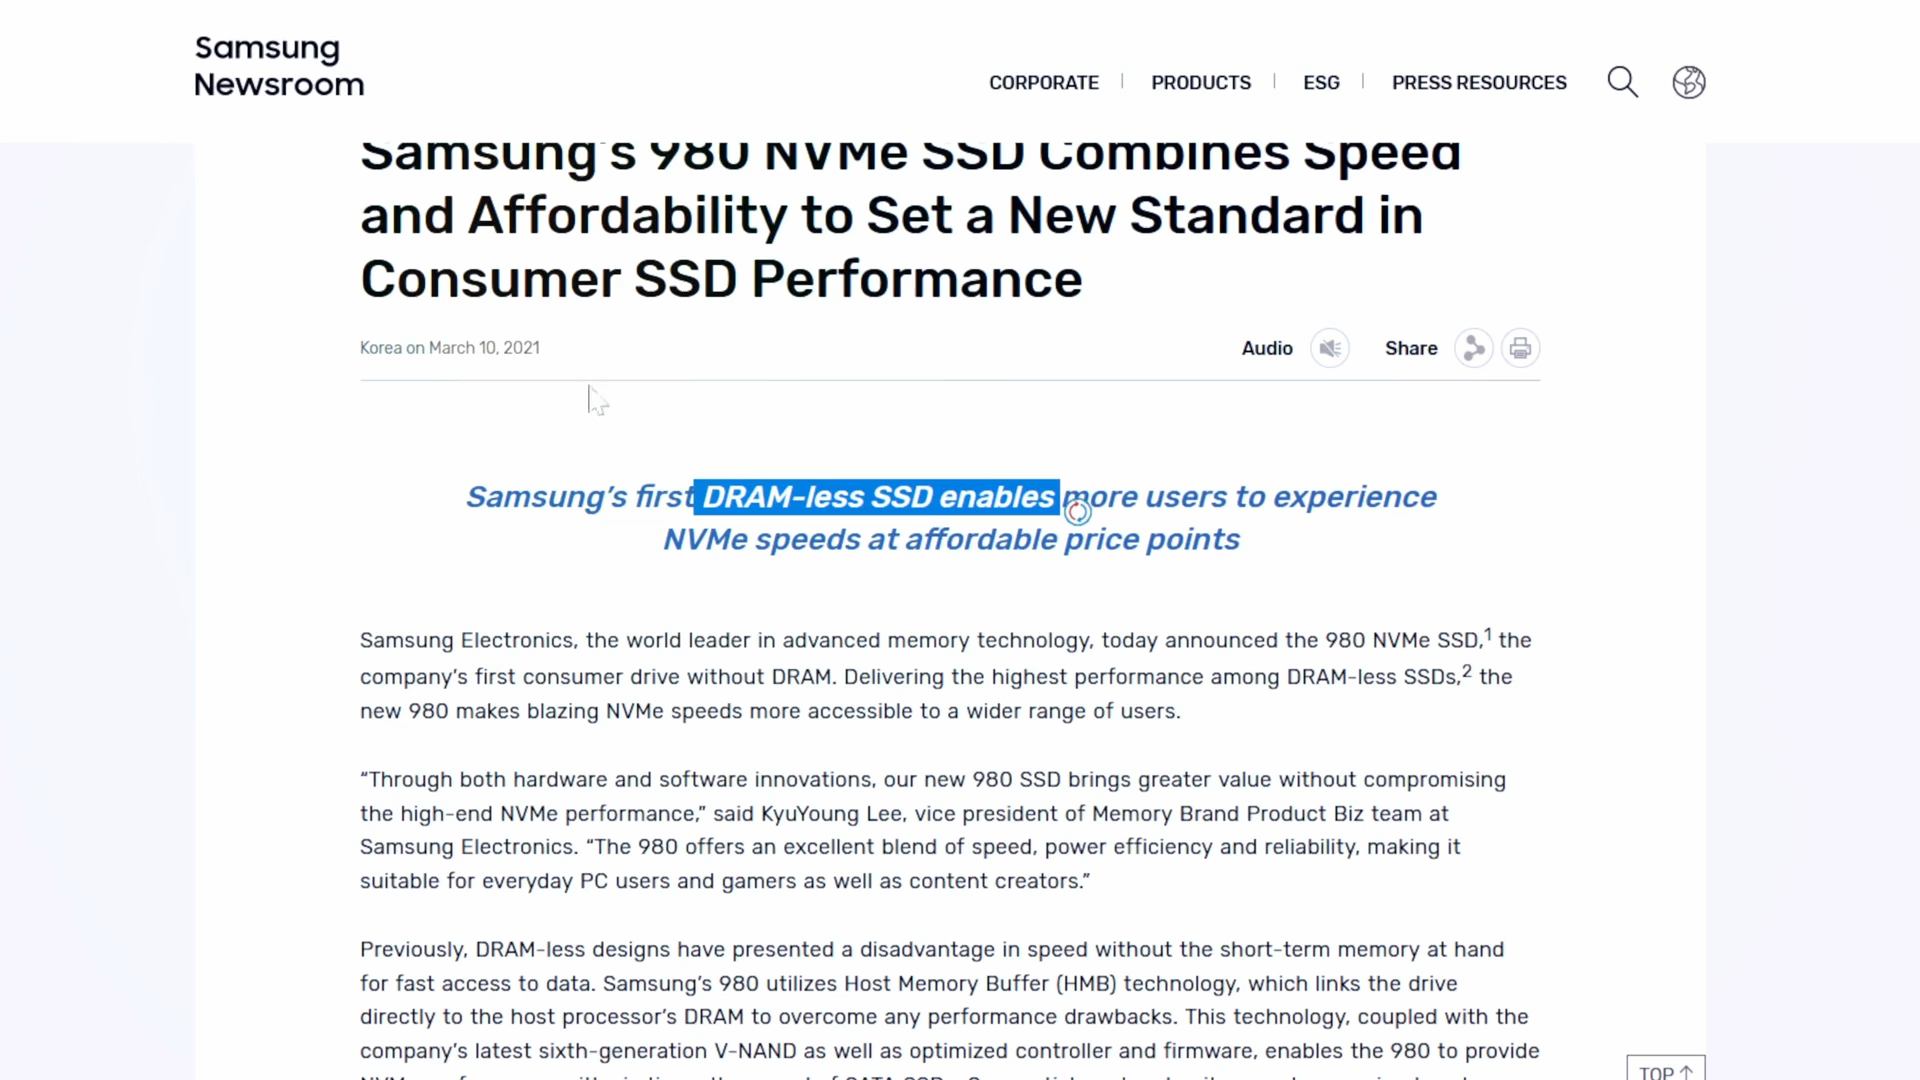 Samsung
Newsroom
CORPORATE
PRODUCTS
ESG
PRESS RESOURCES
Samsung's 980 NVMe SSD Combines Speed
and Affordability to Set a New Standard in
Consumer SSD Performance
Korea on March 10, 2021
Audio
Share
Samsung’s first DRAM-less SSD enables more users to experience
NVMe speeds at affordable price points
Samsung Electronics, the world leader in advanced memory technology, today announced the 980 NVMe SSD,1 the
company’s first consumer drive without DRAM. Delivering the highest performance among DRAM-less SSDs,2 the
new 980 makes blazing NVMe speeds more accessible to a wider range of users.
“Through both hardware and software innovations, our new 980 SSD brings greater value without compromising
the high-end NVMe performance,” said KyuYoung Lee, vice president of Memory Brand Product Biz team at
Samsung Electronics. “The 980 offers an excellent blend of speed, power efficiency and reliability, making it
suitable for everyday PC users and gamers as well as content creators.”
Previously, DRAM-less designs have presented a disadvantage in speed without the short-term memory at hand
for fast access to data. Samsung’s 980 utilizes Host Memory Buffer (HMB) technology, which links the drive
directly to the host processor’s DRAM to overcome any performance drawbacks. This technology, coupled with the
company’s latest sixth-generation V-NAND as well as optimized controller and firmware, enables the 980 to provide
TOP